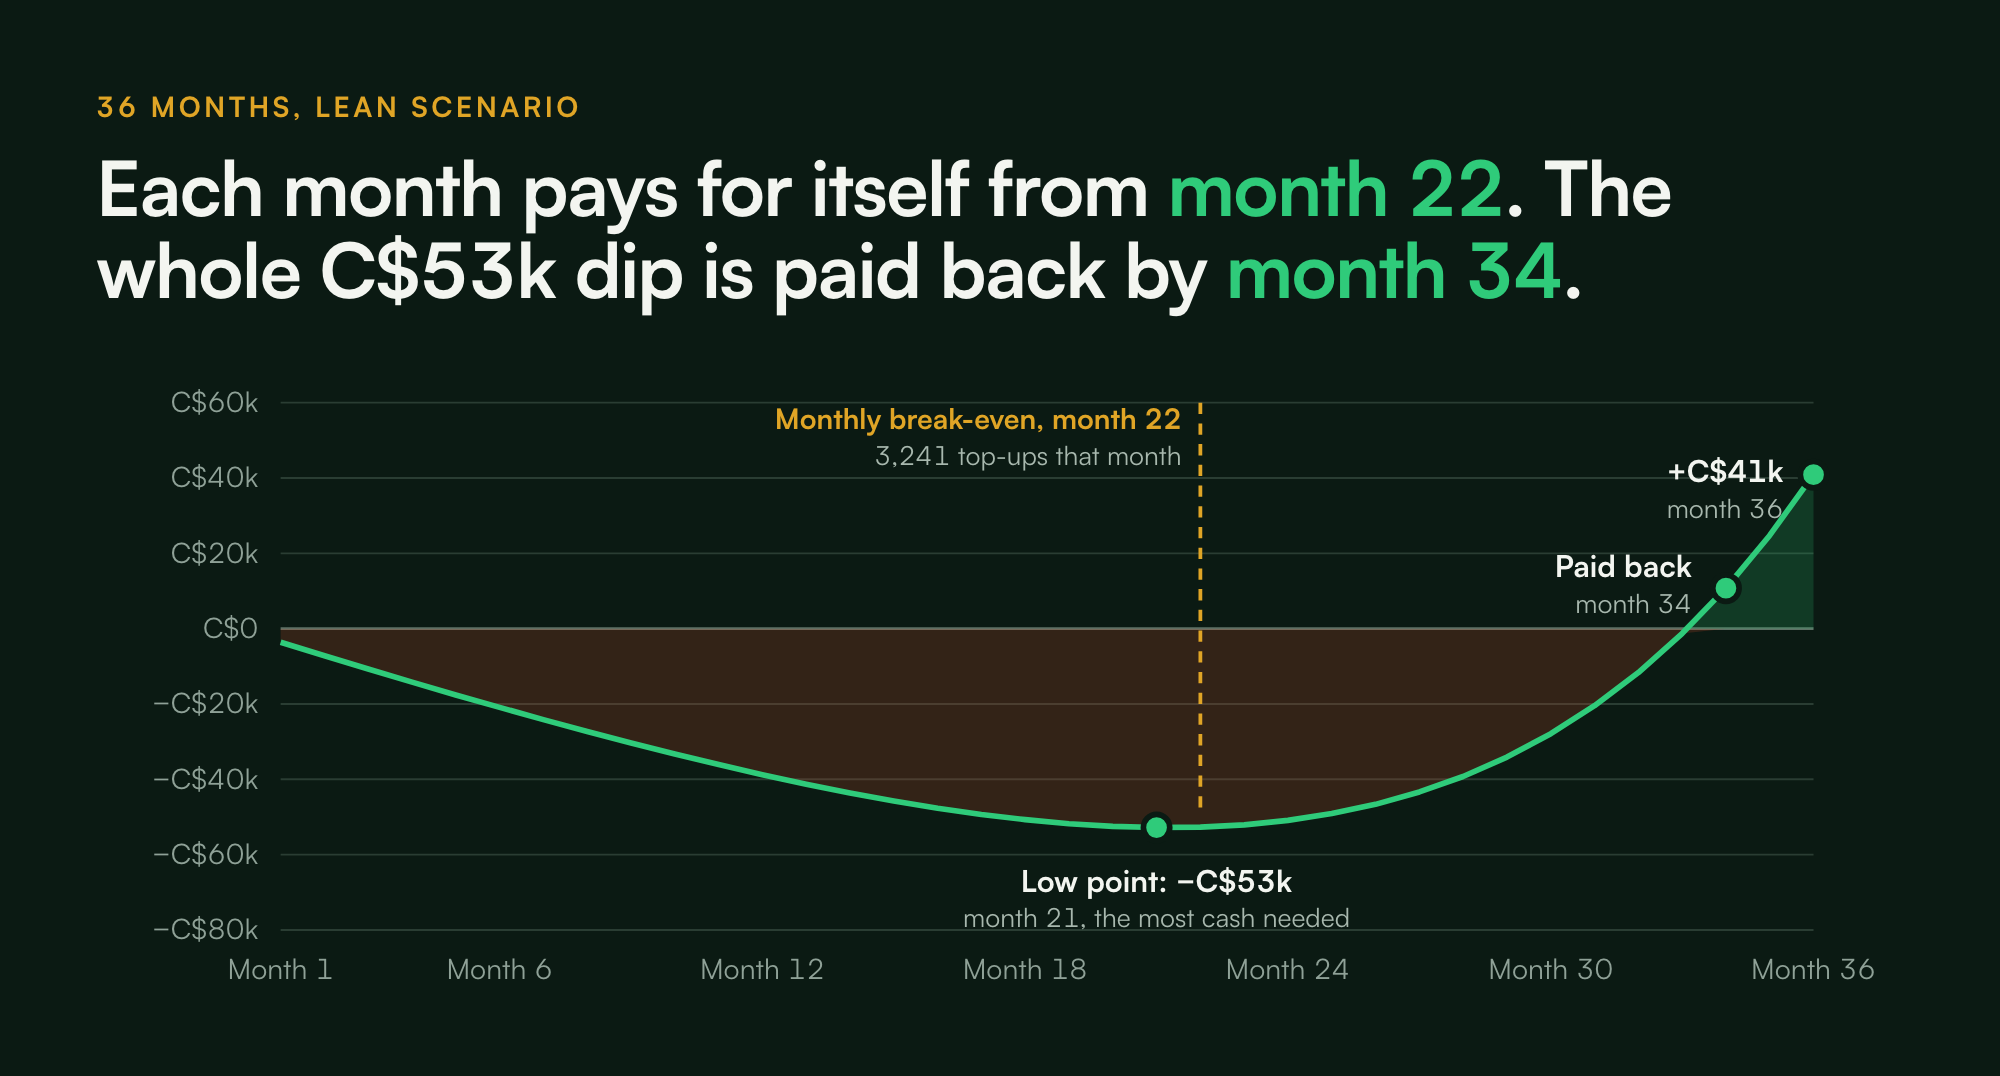 36 MONTHS, LEAN SCENARIO
Each month pays for itself from month 22. The
whole C$53k dip is paid back by month 34.
C$60k
Monthly break-even, month 22
3,241 top-ups that month
C$40k
+C$41k
month 36
C$20k
Paid back
month 34
C$0
−C$20k
−C$40k
−C$60k
Low point: −C$53k
month 21, the most cash needed
−C$80k
Month 1 Month 6 Month 12 Month 18 Month 24 Month 30 Month 36